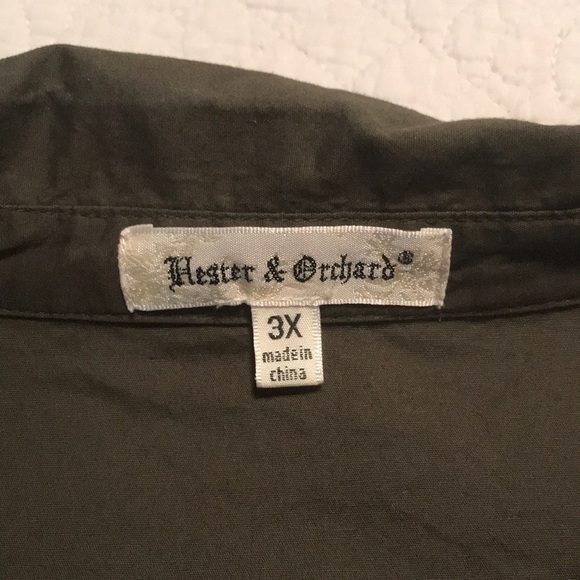 Hester & Orchard®
3X
made in
china